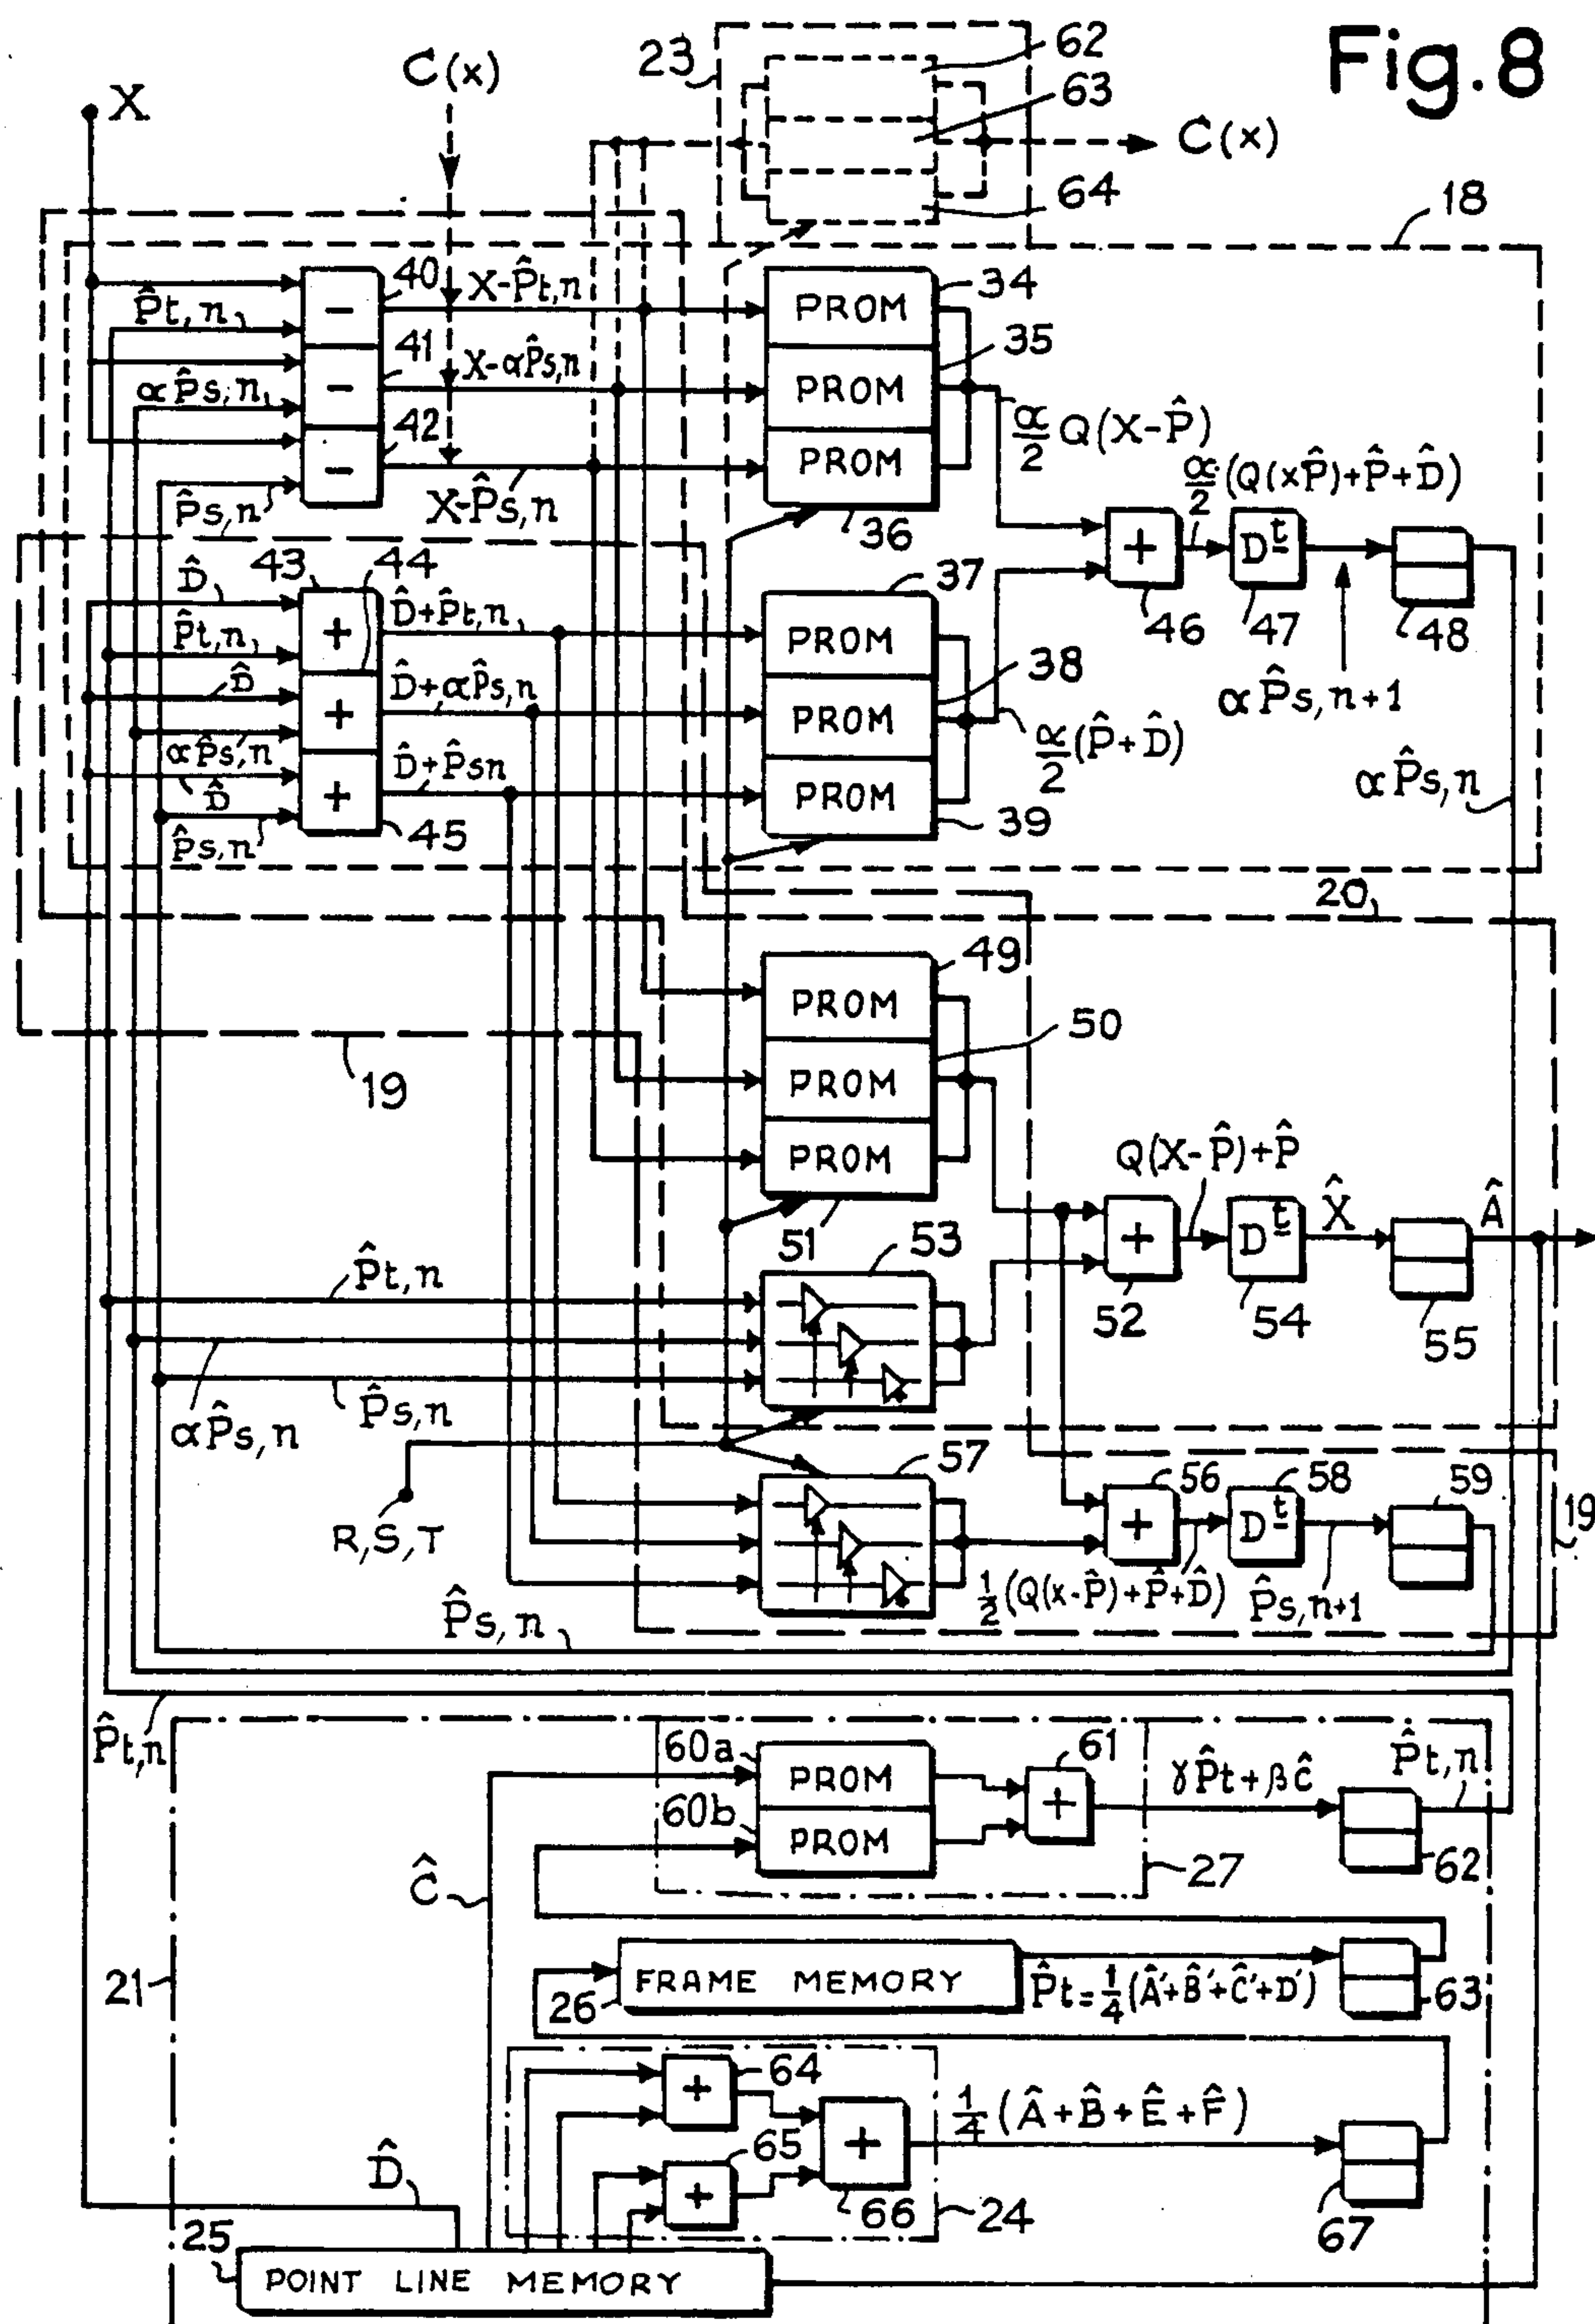 Fig.8
X
C(x)
23
62
63
64
C(x)
18
P̂t,n
αP̂s,n
P̂s,n
−
−
−
40
41
42
X-P̂t,n
X-αP̂s,n
X-P̂s,n
PROM
PROM
PROM
34
35
36
α/2 Q(X-P̂)
α/2 (Q(xP̂)+P̂+D̂)
+
46
Dt
47
48
αP̂s,n+1
αP̂s,n
D̂
P̂t,n
D̂
αP̂s,n
D̂
P̂s,n
43
44
45
+
+
+
D̂+P̂t,n
D̂+αP̂s,n
D̂+P̂sn
37
38
39
PROM
PROM
PROM
α/2 (P̂+D̂)
20
19
49
50
51
PROM
PROM
PROM
Q(X-P̂)+P̂
+
52
Dt
54
X̂
55
Â
53
P̂t,n
αP̂s,n
P̂s,n
R,S,T
57
+
56
Dt
58
59
19
1/2 (Q(x-P̂)+P̂+D̂)
P̂s,n+1
P̂s,n
P̂t,n
60a
PROM
60b
PROM
61
+
γP̂t+βĉ
P̂t,n
62
27
Ĉ
21
26
FRAME MEMORY
P̂t=1/4(Â'+B̂'+Ĉ'+D')
63
64
+
65
+
+
66
24
1/4 (Â+B̂+Ê+F̂)
67
D̂
25
POINT LINE MEMORY